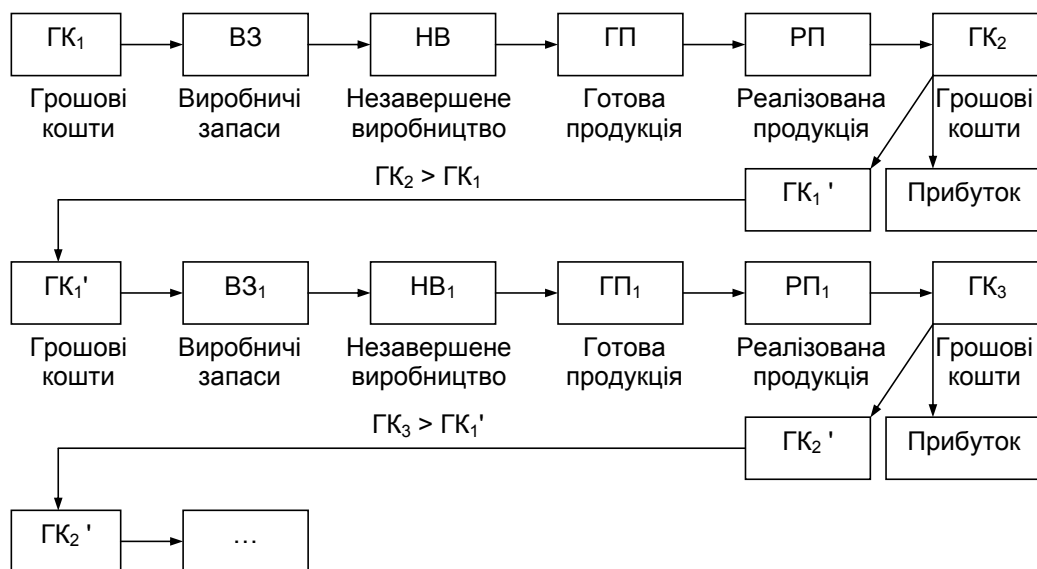 ГК₁ ВЗ НВ ГП РП ГК₂
Грошові Виробничі Незавершене Готова Реалізована Грошові
кошти запаси виробництво продукція продукція кошти
ГК₂ > ГК₁ ГК₁ ' Прибуток
ГК₁' ВЗ₁ НВ₁ ГП₁ РП₁ ГК₃
Грошові Виробничі Незавершене Готова Реалізована Грошові
кошти запаси виробництво продукція продукція кошти
ГК₃ > ГК₁' ГК₂ ' Прибуток
ГК₂ ' …